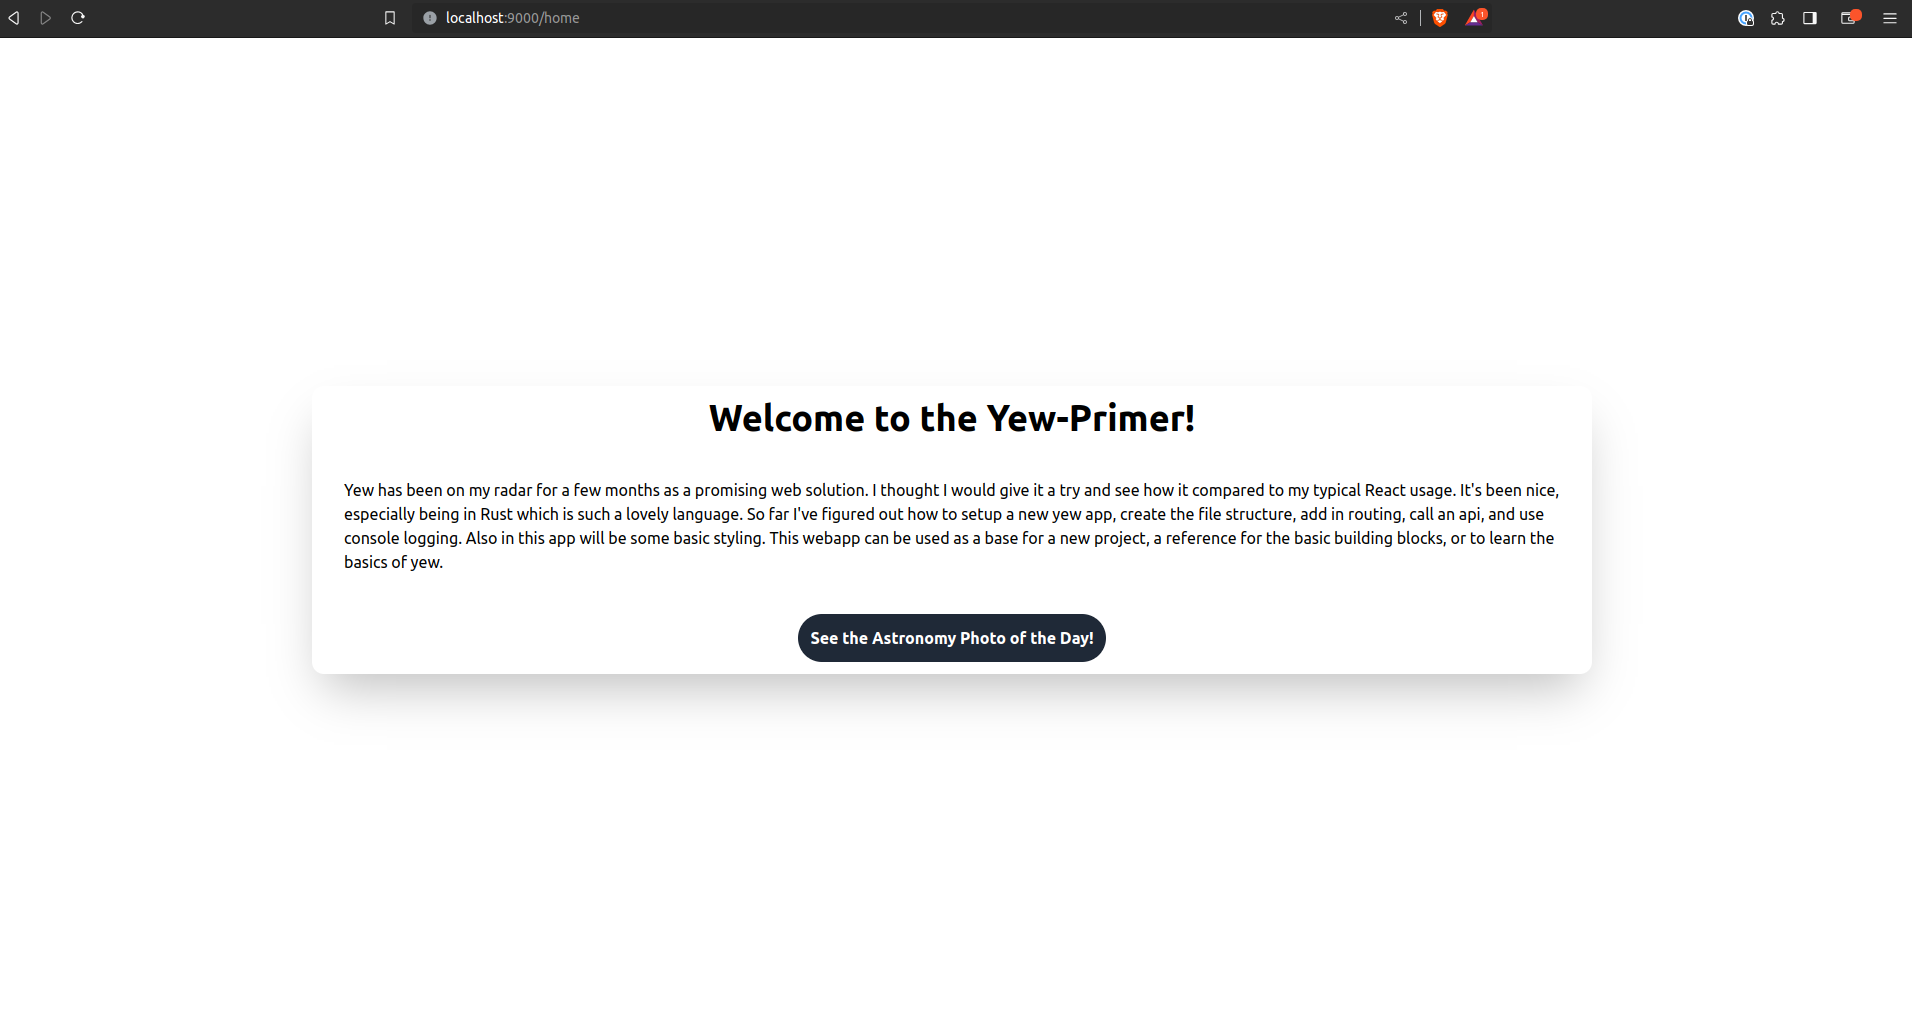 localhost:9000/home
1
Welcome to the Yew-Primer!
Yew has been on my radar for a few months as a promising web solution. I thought I would give it a try and see how it compared to my typical React usage. It's been nice,
especially being in Rust which is such a lovely language. So far I've figured out how to setup a new yew app, create the file structure, add in routing, call an api, and use
console logging. Also in this app will be some basic styling. This webapp can be used as a base for a new project, a reference for the basic building blocks, or to learn the
basics of yew.
See the Astronomy Photo of the Day!